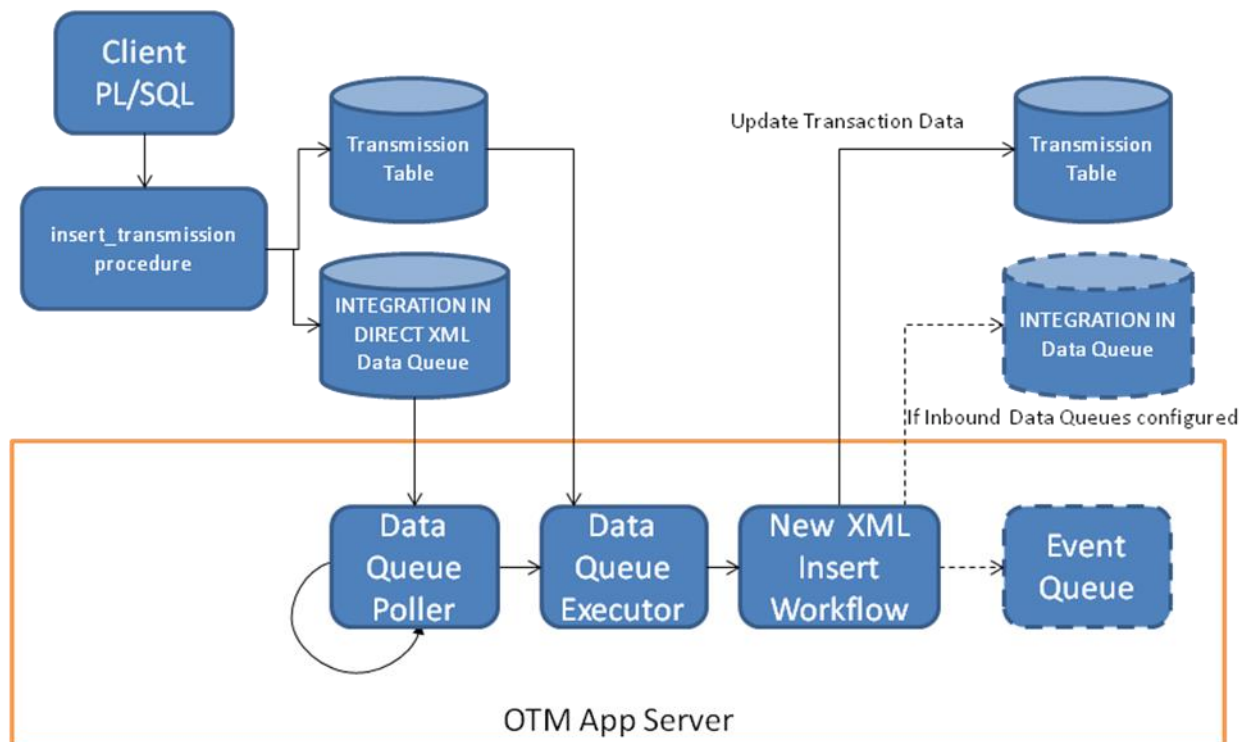 Client
PL/SQL
insert_transmission
procedure
Transmission
Table
INTEGRATION IN
DIRECT XML
Data Queue
Update Transaction Data
Transmission
Table
INTEGRATION IN
Data Queue
If Inbound Data Queues configured
Data
Queue
Poller
Data
Queue
Executor
New XML
Insert
Workflow
Event
Queue
OTM App Server